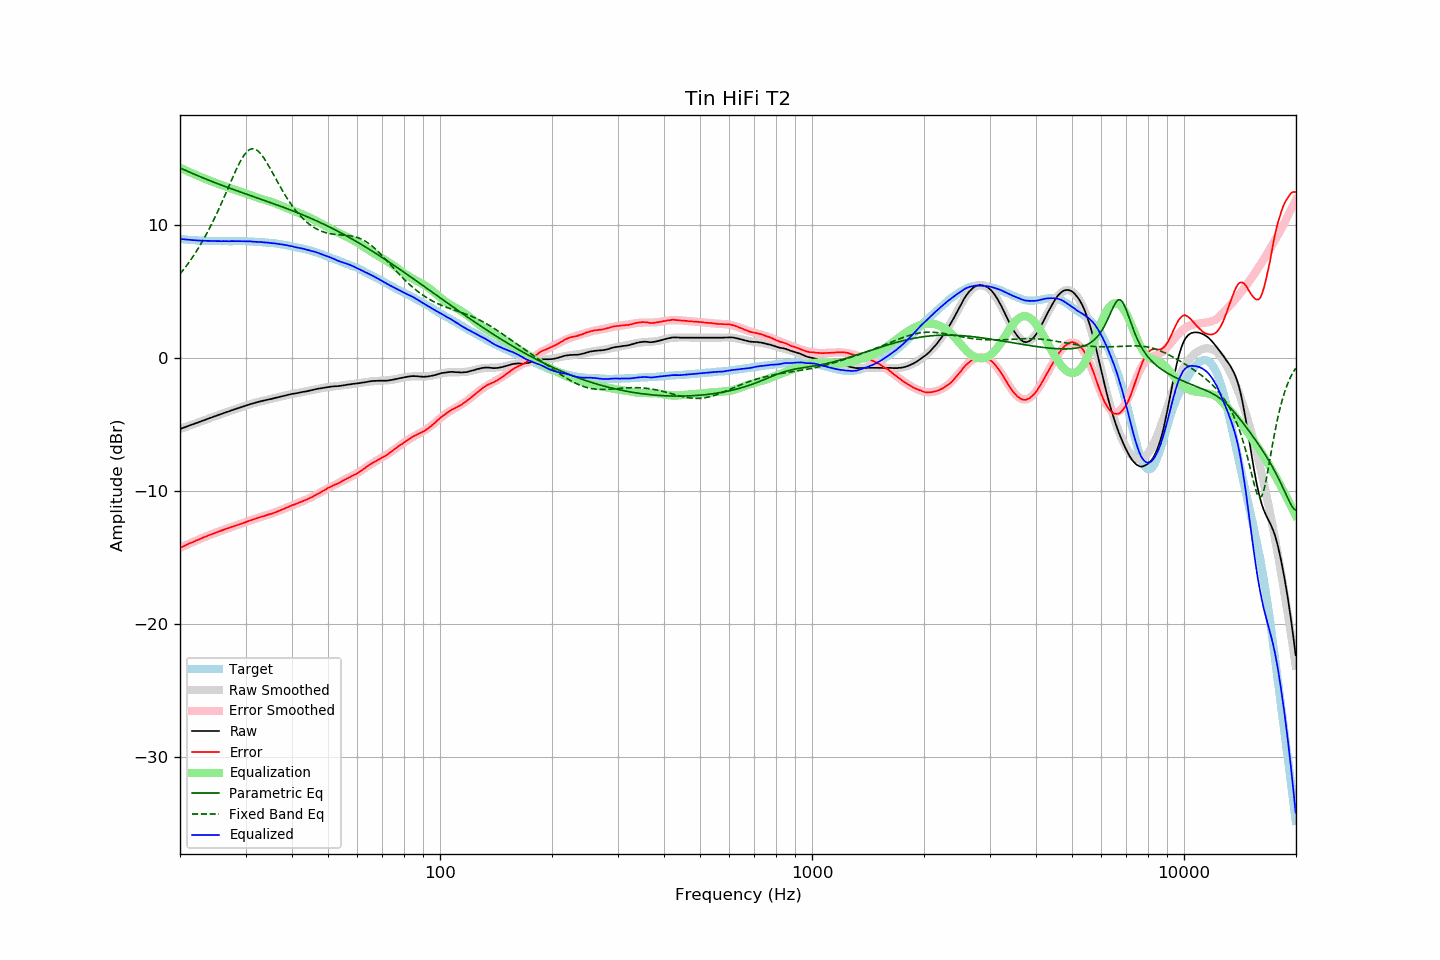 Tin HiFi T2
Amplitude (dBr)
10
0
−10
−20
−30
Target
Raw Smoothed
Error Smoothed
Raw
Error
Equalization
Parametric Eq
Fixed Band Eq
Equalized
100
1000
10000
Frequency (Hz)